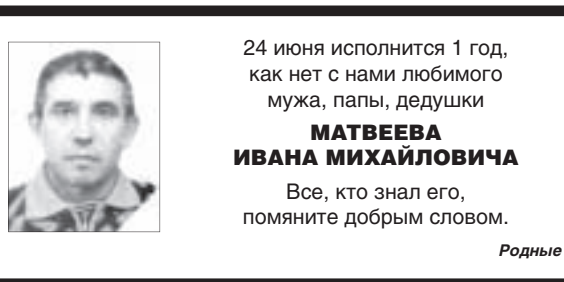 24 июня исполнится 1 год,
как нет с нами любимого
мужа, папы, дедушки
МАТВЕЕВА
ИВАНА МИХАЙЛОВИЧА
Все, кто знал его,
помяните добрым словом.
Родные